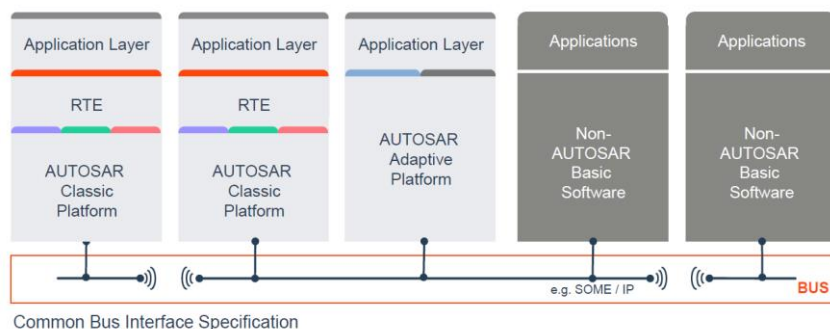 Application Layer
RTE
AUTOSAR
Classic
Platform
Application Layer
RTE
AUTOSAR
Classic
Platform
Application Layer
AUTOSAR
Adaptive
Platform
Applications
Non-
AUTOSAR
Basic
Software
Applications
Non-
AUTOSAR
Basic
Software
e.g. SOME / IP
BUS
Common Bus Interface Specification